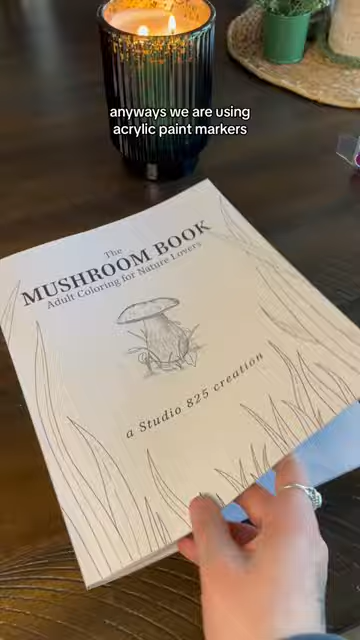 anyways we are using
acrylic paint markers
The
MUSHROOM BOOK
Adult Coloring for Nature Lovers
a Studio 825 creation